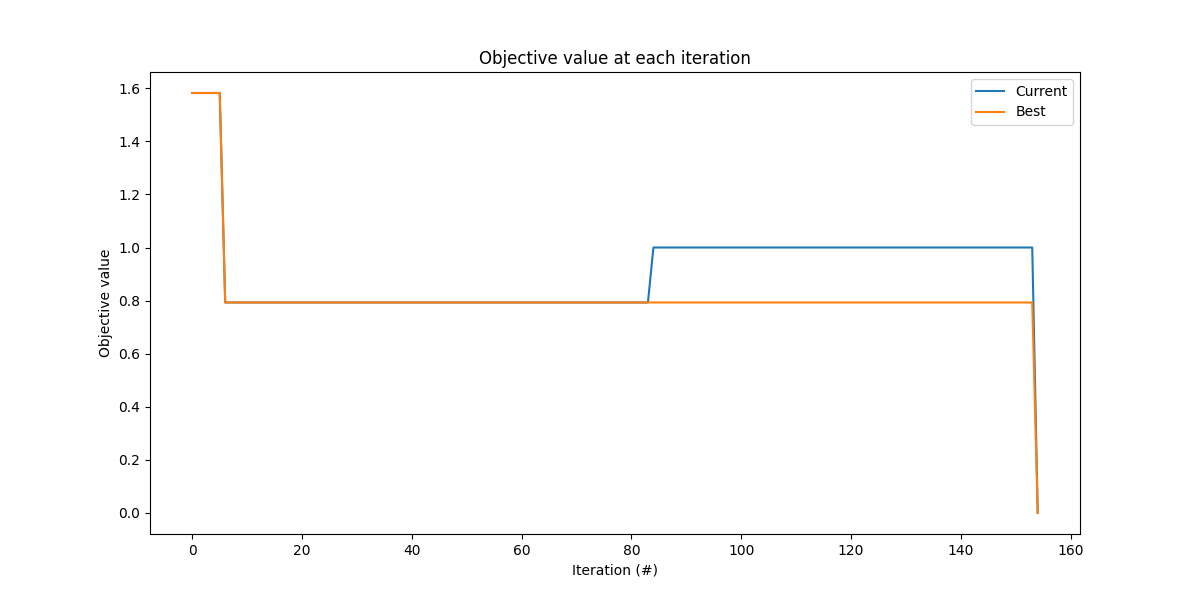 Objective value at each iteration
Current
Best
1.6
1.4
1.2
1.0
0.8
0.6
0.4
0.2
0.0
Objective value
0 20 40 60 80 100 120 140 160
Iteration (#)